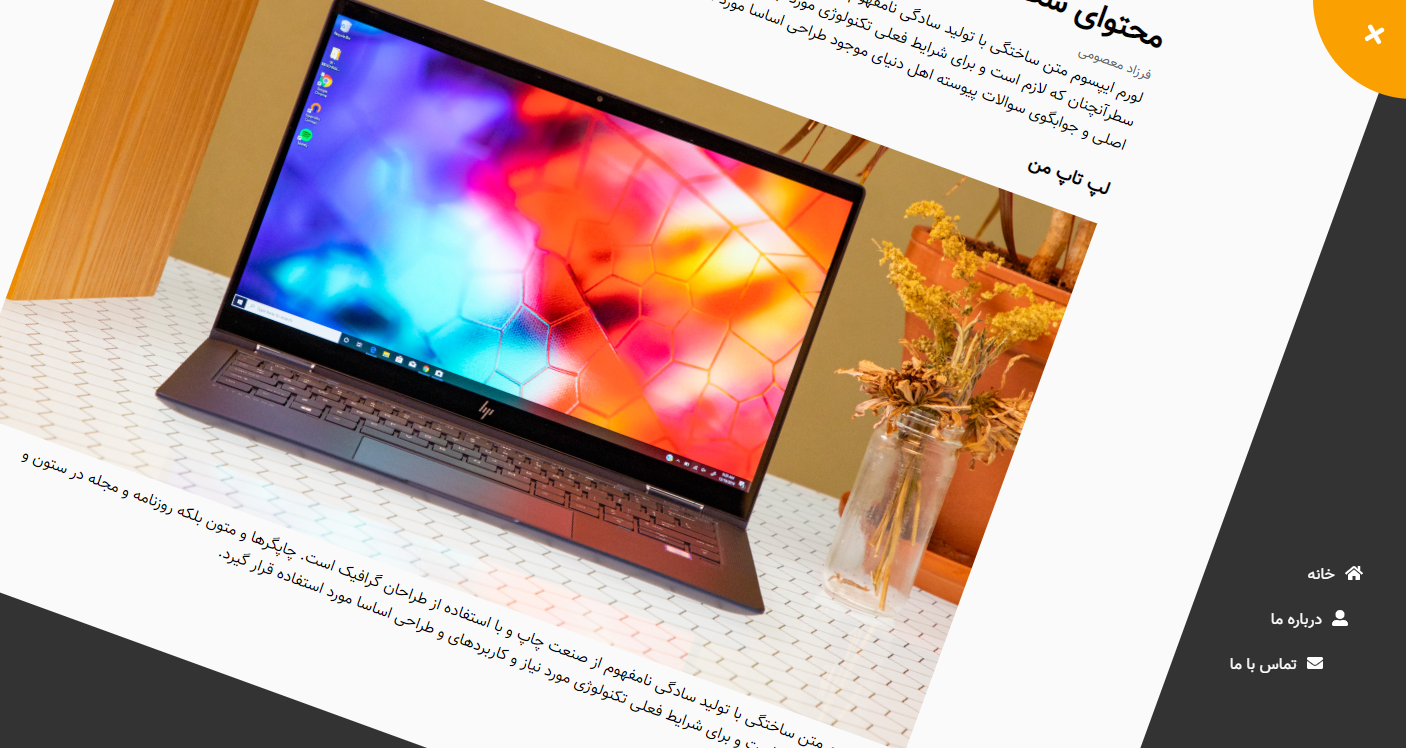 محتوای
فرزاد معصومی
لورم ایپسوم متن ساختگی با تولید سادگی نامفهوم
سطرآنچنان که لازم است و برای شرایط فعلی تکنولوژی مورد
اصلی و جوابگوی سوالات پیوسته اهل دنیای موجود طراحی اساسا مورد
لپ تاپ من
hp
متن ساختگی با تولید سادگی نامفهوم از صنعت چاپ و با استفاده از طراحان گرافیک است. چاپگرها و متون بلکه روزنامه و مجله در ستون و
و برای شرایط فعلی تکنولوژی مورد نیاز و کاربردهای و طراحی اساسا مورد استفاده قرار گیرد.
خانه
درباره ما
تماس با ما